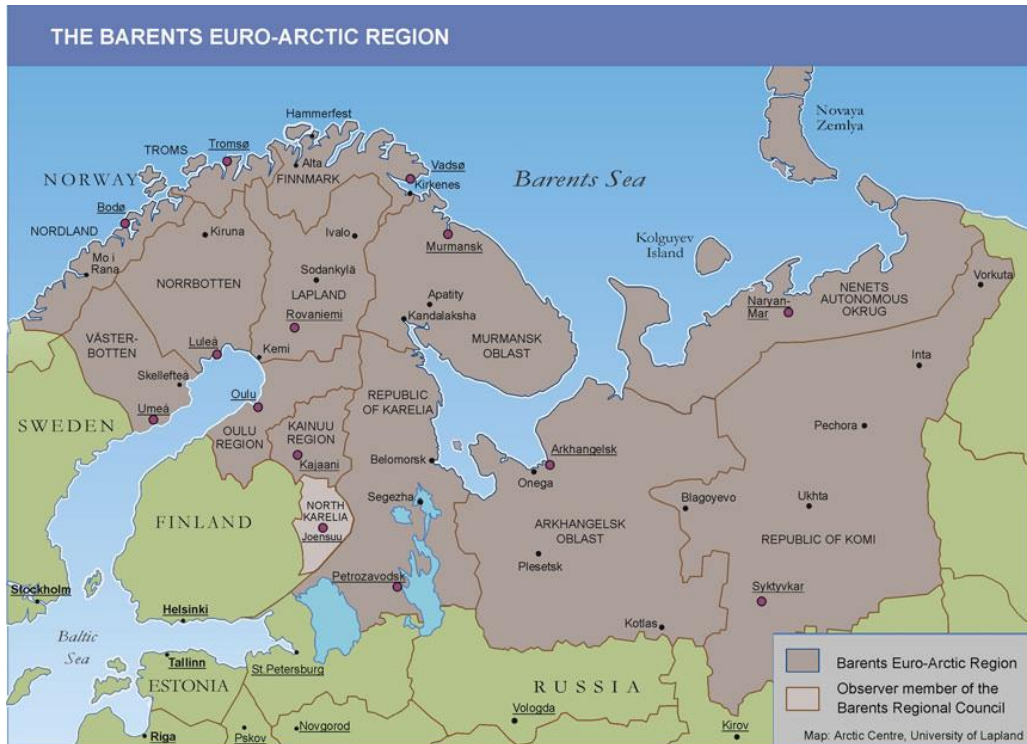 THE BARENTS EURO-ARCTIC REGION
Hammerfest
Novaya
Zemlya
Tromsø
TROMS
Alta
FINNMARK
Vadsø
Kirkenes
Barents Sea
NORWAY
Bodø
NORDLAND
Kiruna
Ivalo
Murmansk
Kolguyev
Island
Mo i
Rana
Sodankylä
NORRBOTTEN
LAPLAND
Apatity
Kandalaksha
Rovaniemi
Naryan-
Mar
NENETS
AUTONOMOUS
OKRUG
Vorkuta
VÄSTER-
BOTTEN
Luleå
Kemi
MURMANSK
OBLAST
Inta
Skellefteå
Umeå
Oulu
REPUBLIC
OF KARELIA
SWEDEN
OULU
REGION
KAINUU
REGION
Kajaani
Belomorsk
Arkhangelsk
Onega
Pechora
Segezha
Blagoyevo
Ukhta
FINLAND
NORTH
KARELIA
Joensuu
ARKHANGELSK
OBLAST
REPUBLIC OF KOMI
Plesetsk
Petrozavodsk
Syktyvkar
Stockholm
Helsinki
Kotlas
Baltic
Sea
Tallinn
St.Petersburg
ESTONIA
RUSSIA
Riga
Pskov
Novgorod
Vologda
Kirov
Barents Euro-Arctic Region
Observer member of the
Barents Regional Council
Map: Arctic Centre, University of Lapland